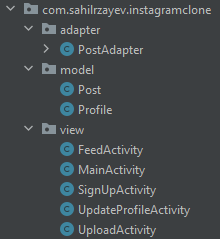 com.sahilrzayev.instagramclone
adapter
PostAdapter
model
Post
Profile
view
FeedActivity
MainActivity
SignUpActivity
UpdateProfileActivity
UploadActivity